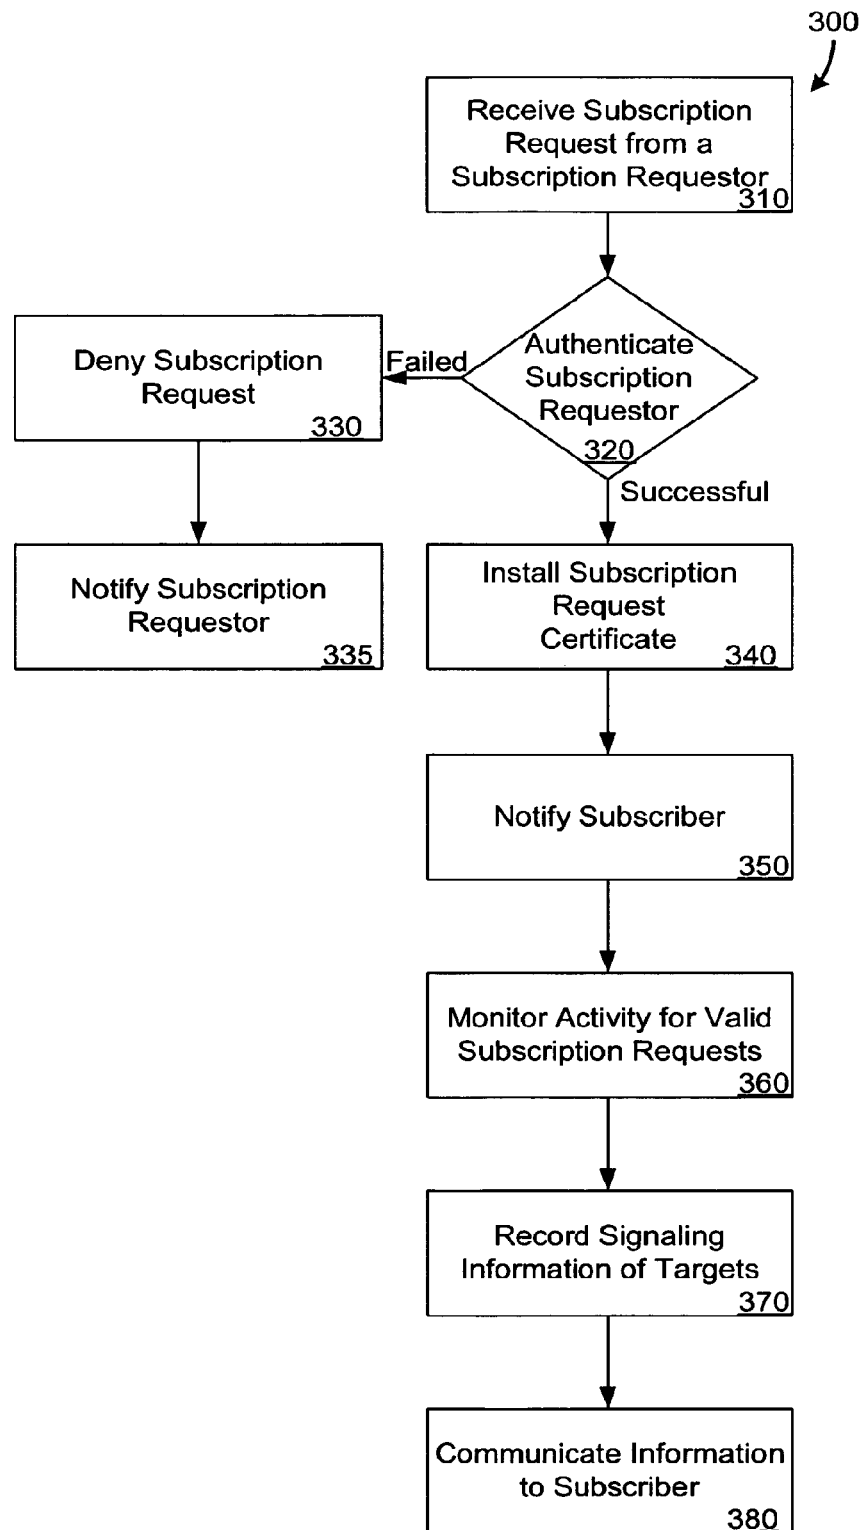 300
Receive Subscription
Request from a
Subscription Requestor
310
Authenticate
Subscription
Requestor
320
Failed
Deny Subscription
Request
330
Notify Subscription
Requestor
335
Successful
Install Subscription
Request
Certificate
340
Notify Subscriber
350
Monitor Activity for Valid
Subscription Requests
360
Record Signaling
Information of Targets
370
Communicate Information
to Subscriber
380